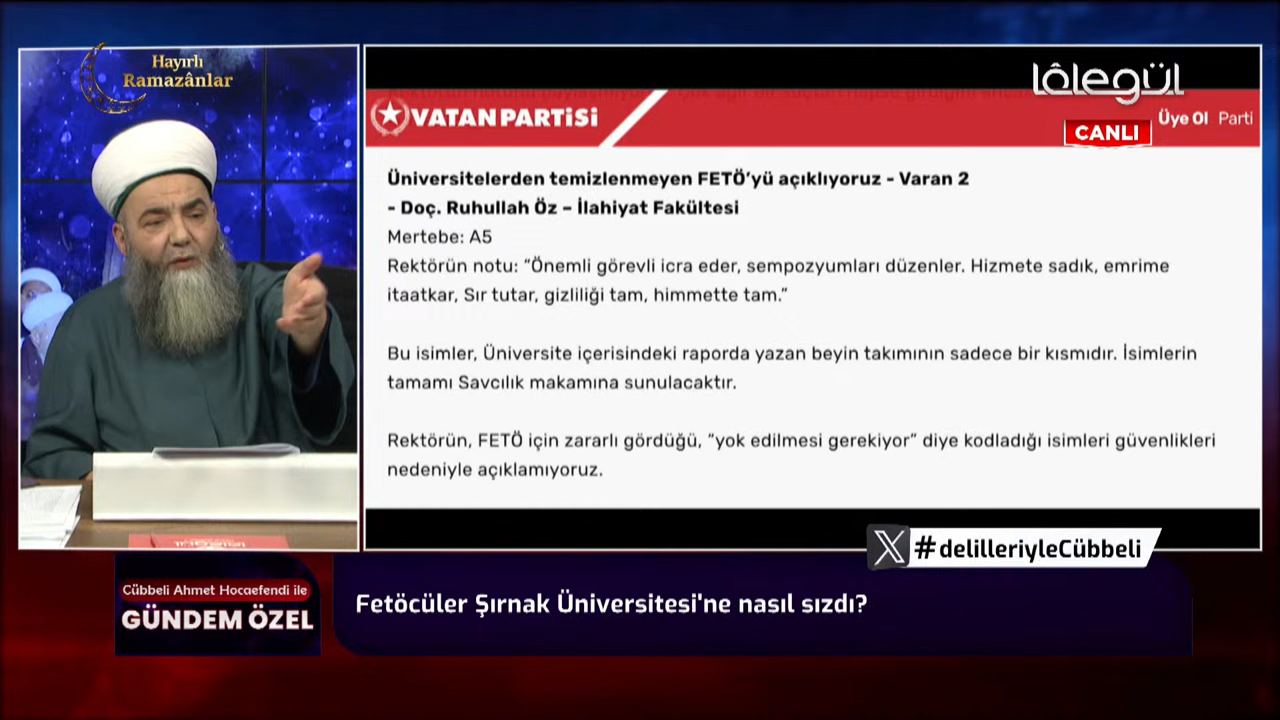 Hayırlı
Ramazânlar
lâlegül
VATAN PARTİSİ
Üye Ol Parti
CANLI
Üniversitelerden temizlenmeyen FETÖ’yü açıklıyoruz - Varan 2
- Doç. Ruhullah Öz – İlahiyat Fakültesi
Mertebe: A5
Rektörün notu: “Önemli görevli icra eder, sempozyumları düzenler. Hizmete sadık, emrime
itaatkar, Sır tutar, gizliliği tam, himmette tam.”
Bu isimler, Üniversite içerisindeki raporda yazan beyin takımının sadece bir kısmıdır. İsimlerin
tamamı Savcılık makamına sunulacaktır.
Rektörün, FETÖ için zararlı gördüğü, “yok edilmesi gerekiyor” diye kodladığı isimleri güvenlikleri
nedeniyle açıklamıyoruz.
X #delilleriyleCübbeli
Cübbeli Ahmet Hocaefendi ile
GÜNDEM ÖZEL
Fetöcüler Şırnak Üniversitesi'ne nasıl sızdı?